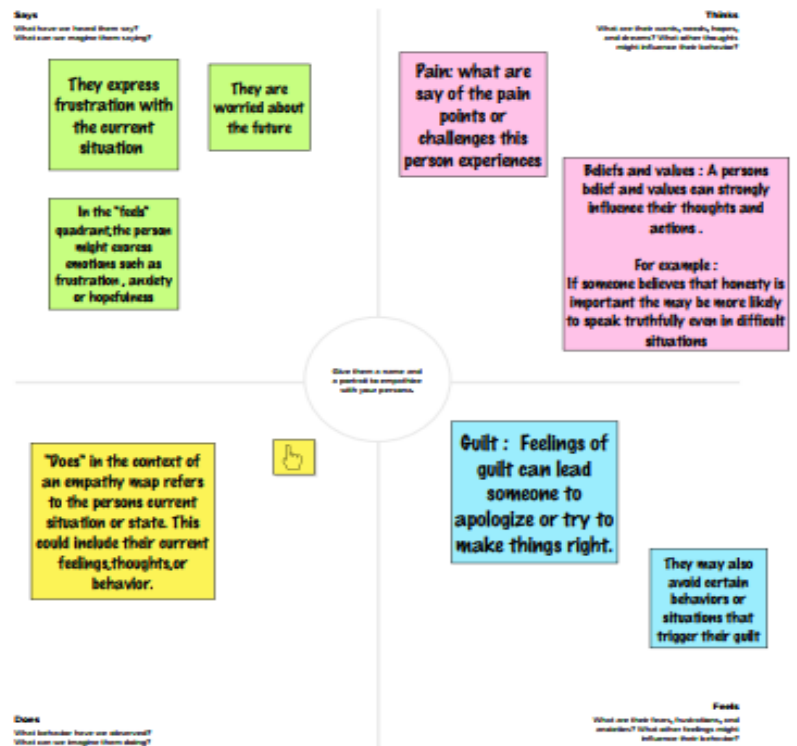 Says
What have we heard them say?
What can we imagine them saying?
They express
frustration with
the current
situation
They are
worried about
the future
In the "feels"
quadrant,the person
might express
emotions such as
frustration , anxiety
or hopefulness
Thinks
What are their wants, needs, hopes,
and dreams? What other thoughts
might influence their behavior?
Pain: what are
say of the pain
points or
challenges this
person experiences
Beliefs and values : A persons
belief and values can strongly
influence their thoughts and
actions .
For example :
If someone believes that honesty is
important the may be more likely
to speak truthfully even in difficult
situations
Give them a name and
a portrait to empathize
with your persona.
"Does" in the context of
an empathy map refers
to the persons current
situation or state. This
could include their current
feelings,thoughts,or
behavior.
Guilt : Feelings of
guilt can lead
someone to
apologize or try to
make things right.
They may also
avoid certain
behaviors or
situations that
trigger their guilt
Does
What behavior have we observed?
What can we imagine them doing?
Feels
What are their fears, frustrations, and
anxieties? What other feelings might
influence their behavior?